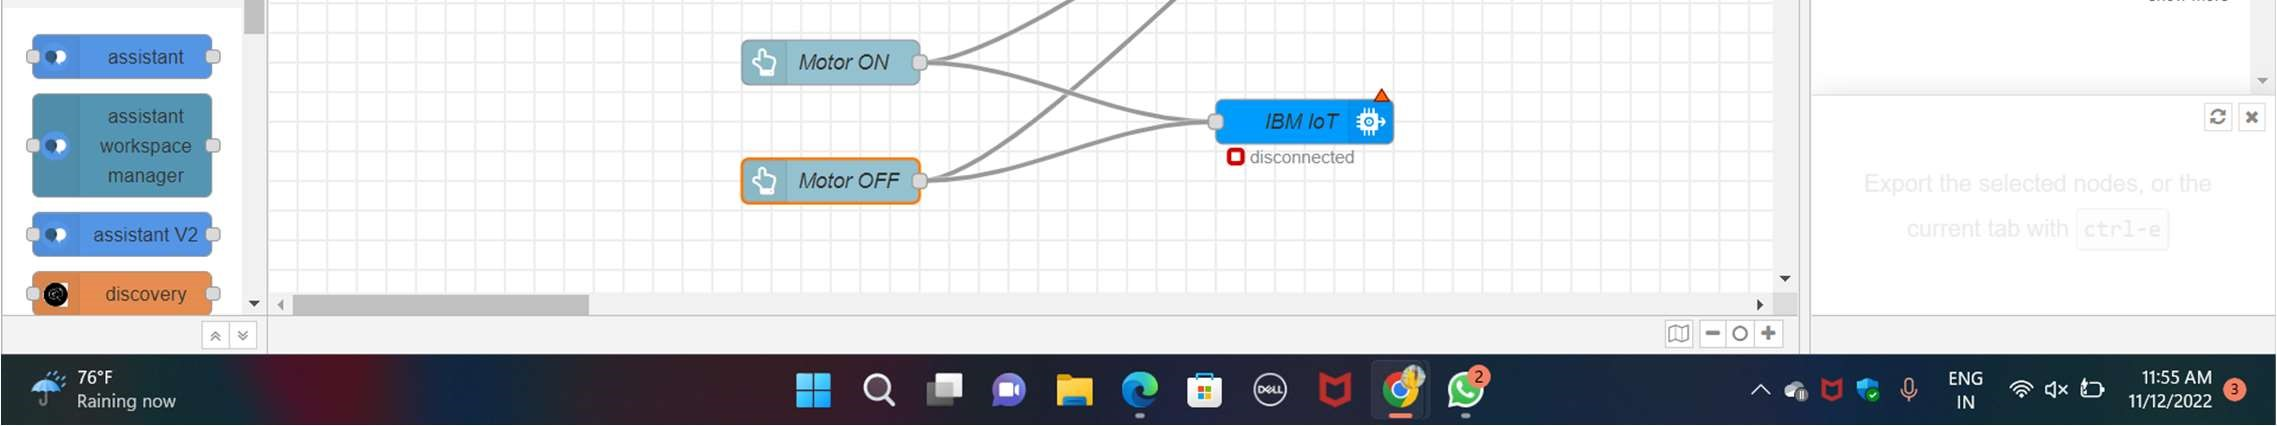 assistant
assistant
workspace
manager
assistant V2
discovery
Motor ON
Motor OFF
IBM IoT
disconnected
Export the selected nodes, or the
current tab with ctrl-e
76°F
Raining now
DELL
2
ENG
IN
11:55 AM
11/12/2022
3